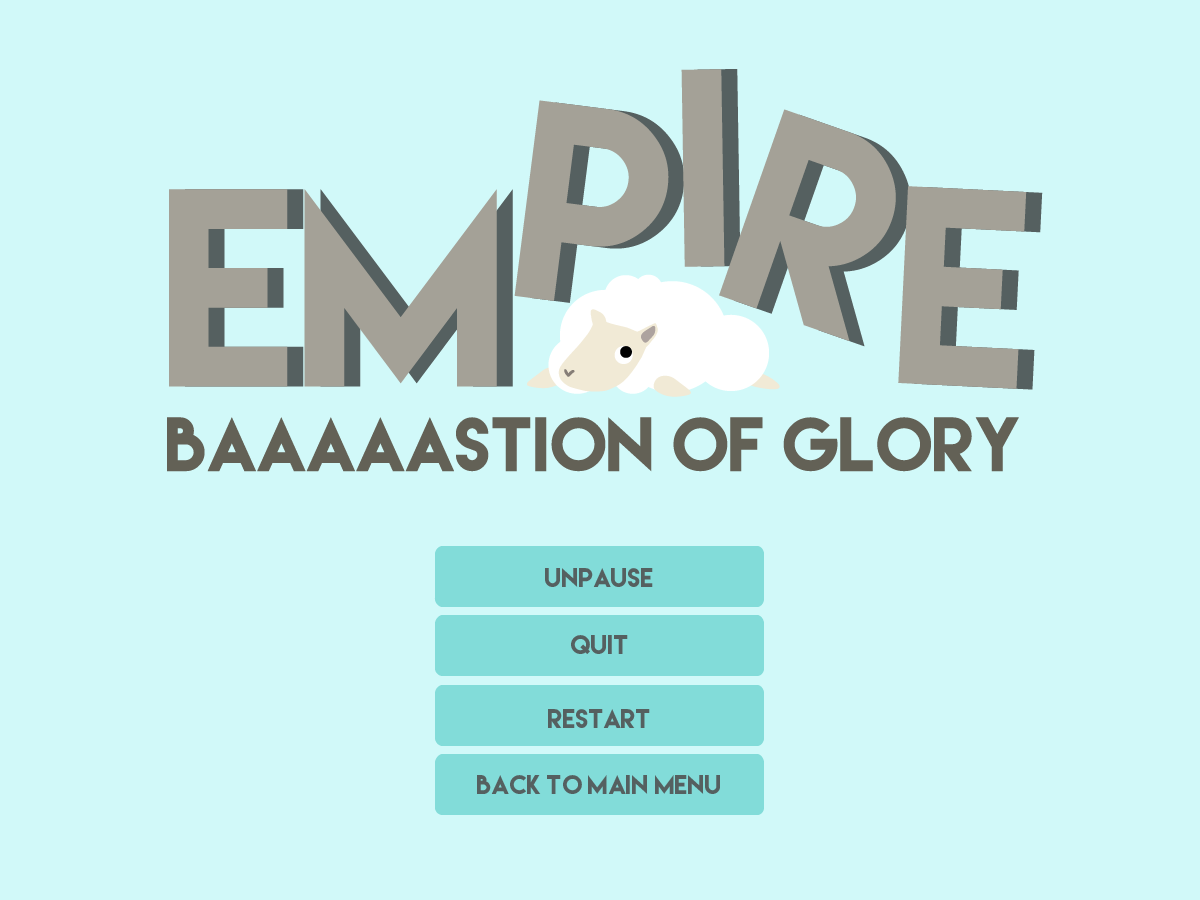 EMPIRE
BAAAAASTION OF GLORY
UNPAUSE
QUIT
RESTART
BACK TO MAIN MENU